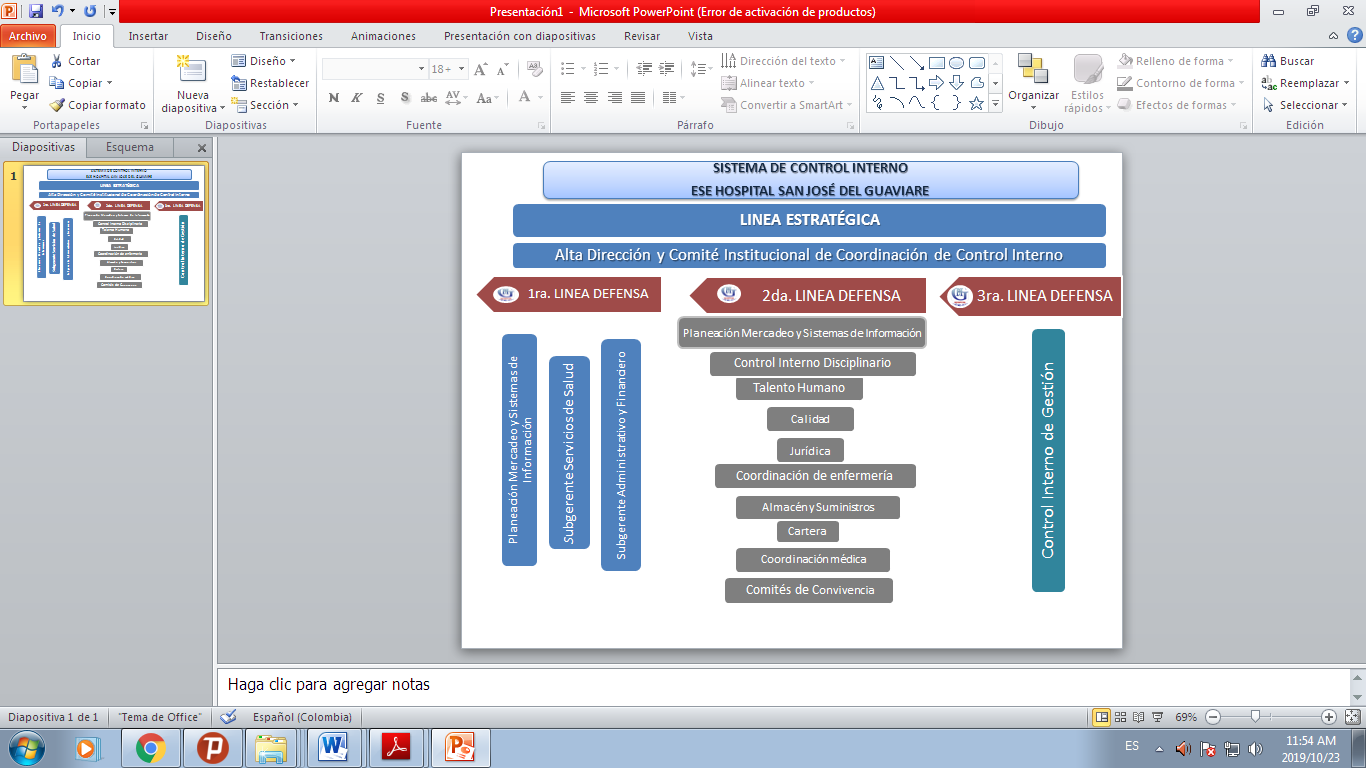 Presentación1 - Microsoft PowerPoint (Error de activación de productos)
Archivo Inicio Insertar Diseño Transiciones Animaciones Presentación con diapositivas Revisar Vista
Pegar
Cortar
Copiar
Copiar formato
Portapapeles
Nueva
diapositiva
Diseño
Restablecer
Sección
Diapositivas
18
N K S S abc AV Aa A
Fuente
Dirección del texto
Alinear texto
Convertir a SmartArt
Párrafo
Organizar
Estilos
rápidos
Relleno de forma
Contorno de forma
Efectos de formas
Dibujo
Buscar
Reemplazar
Seleccionar
Edición
Diapositivas Esquema
1
SISTEMA DE CONTROL INTERNO
ESE HOSPITAL SAN JOSÉ DEL GUAVIARE
LINEA ESTRATÉGICA
Alta Dirección y Comité Institucional de Coordinación de Control Interno
1ra. LINEA DEFENSA
2da. LINEA DEFENSA
3ra. LINEA DEFENSA
Planeación Mercadeo y Sistemas de
Información
Subgerente Servicios de Salud
Subgerente Administrativo y Financiero
Planeación Mercadeo y Sistemas de Información
Control Interno Disciplinario
Talento Humano
Calidad
Jurídica
Coordinación de enfermería
Almacén y Suministros
Cartera
Coordinación médica
Comités de Convivencia
Control Interno de Gestión
Haga clic para agregar notas
Diapositiva 1 de 1 "Tema de Office" Español (Colombia) 69%
ES
11:54 AM
2019/10/23